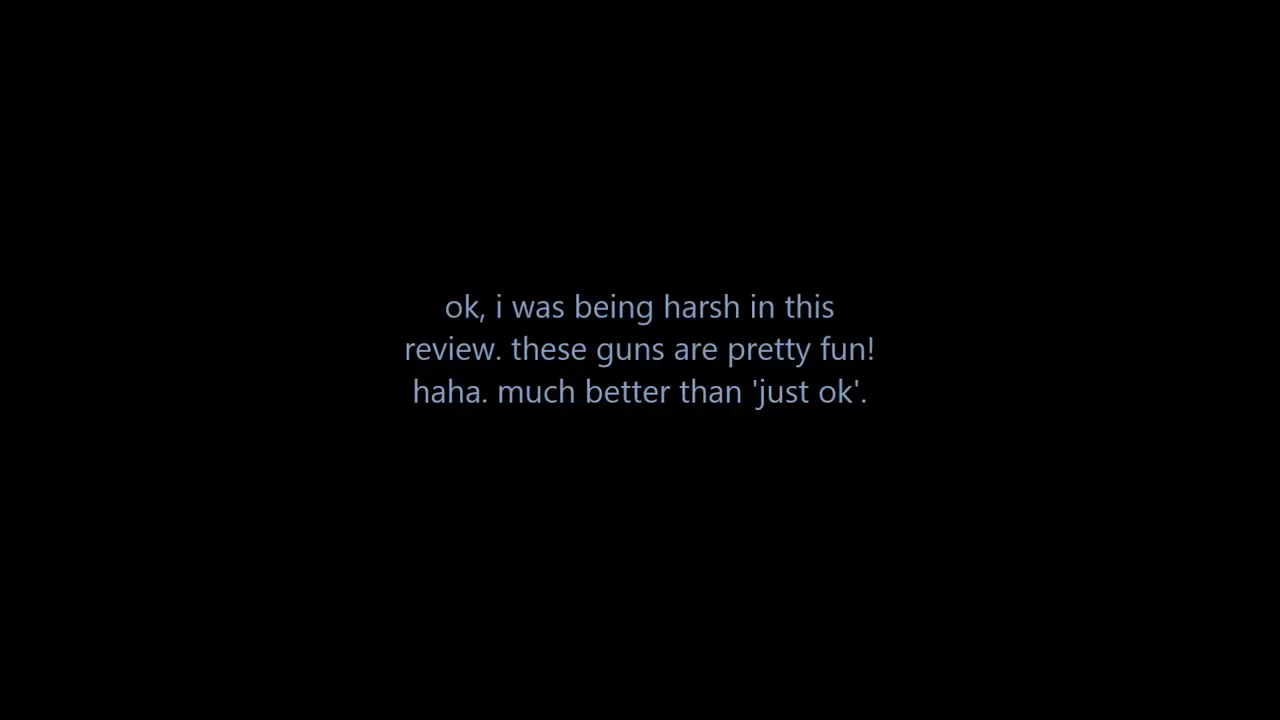 ok, i was being harsh in this
review. these guns are pretty fun!
haha. much better than 'just ok'.